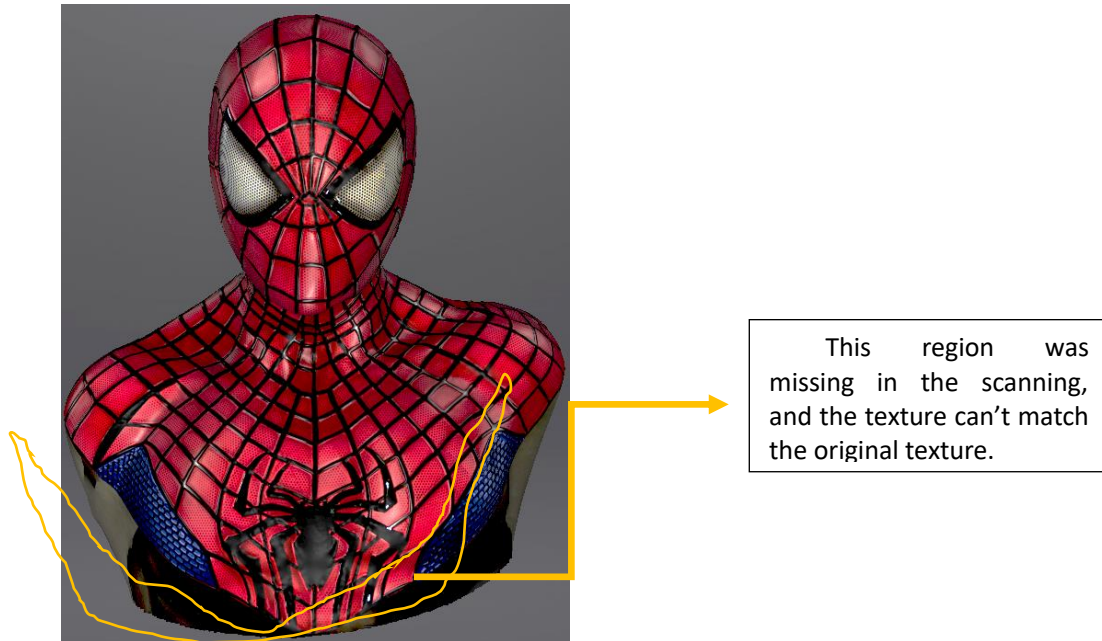 This region was
missing in the scanning,
and the texture can’t match
the original texture.